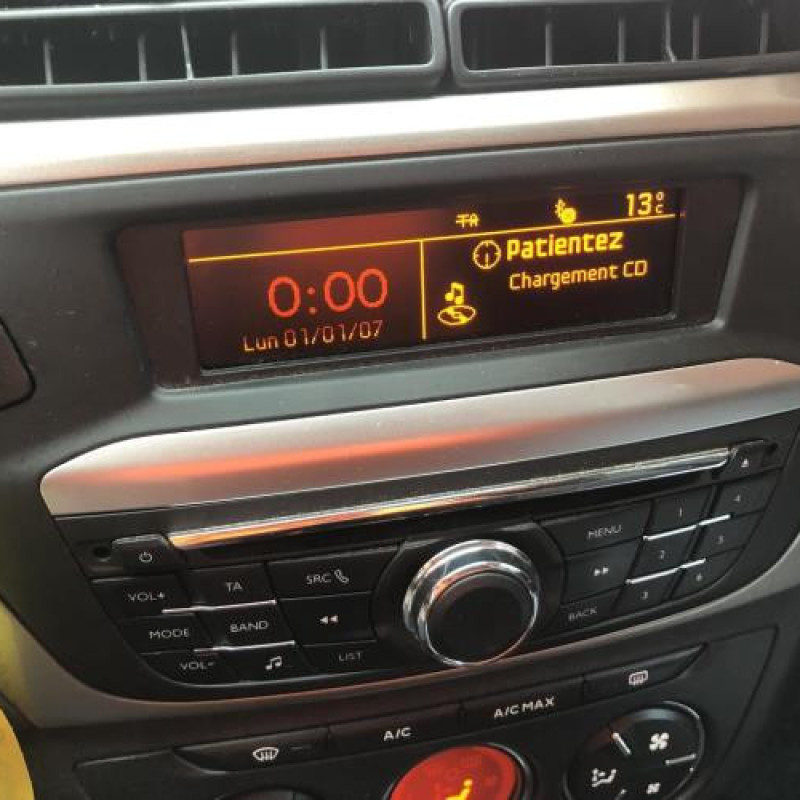 TA 13°C
Patientez
Chargement CD
0:00
Lun 01/01/07
VOL+ TA SRC MENU 1 4
MODE BAND 2 5
VOL- LIST BACK 3 6
A/C A/C MAX